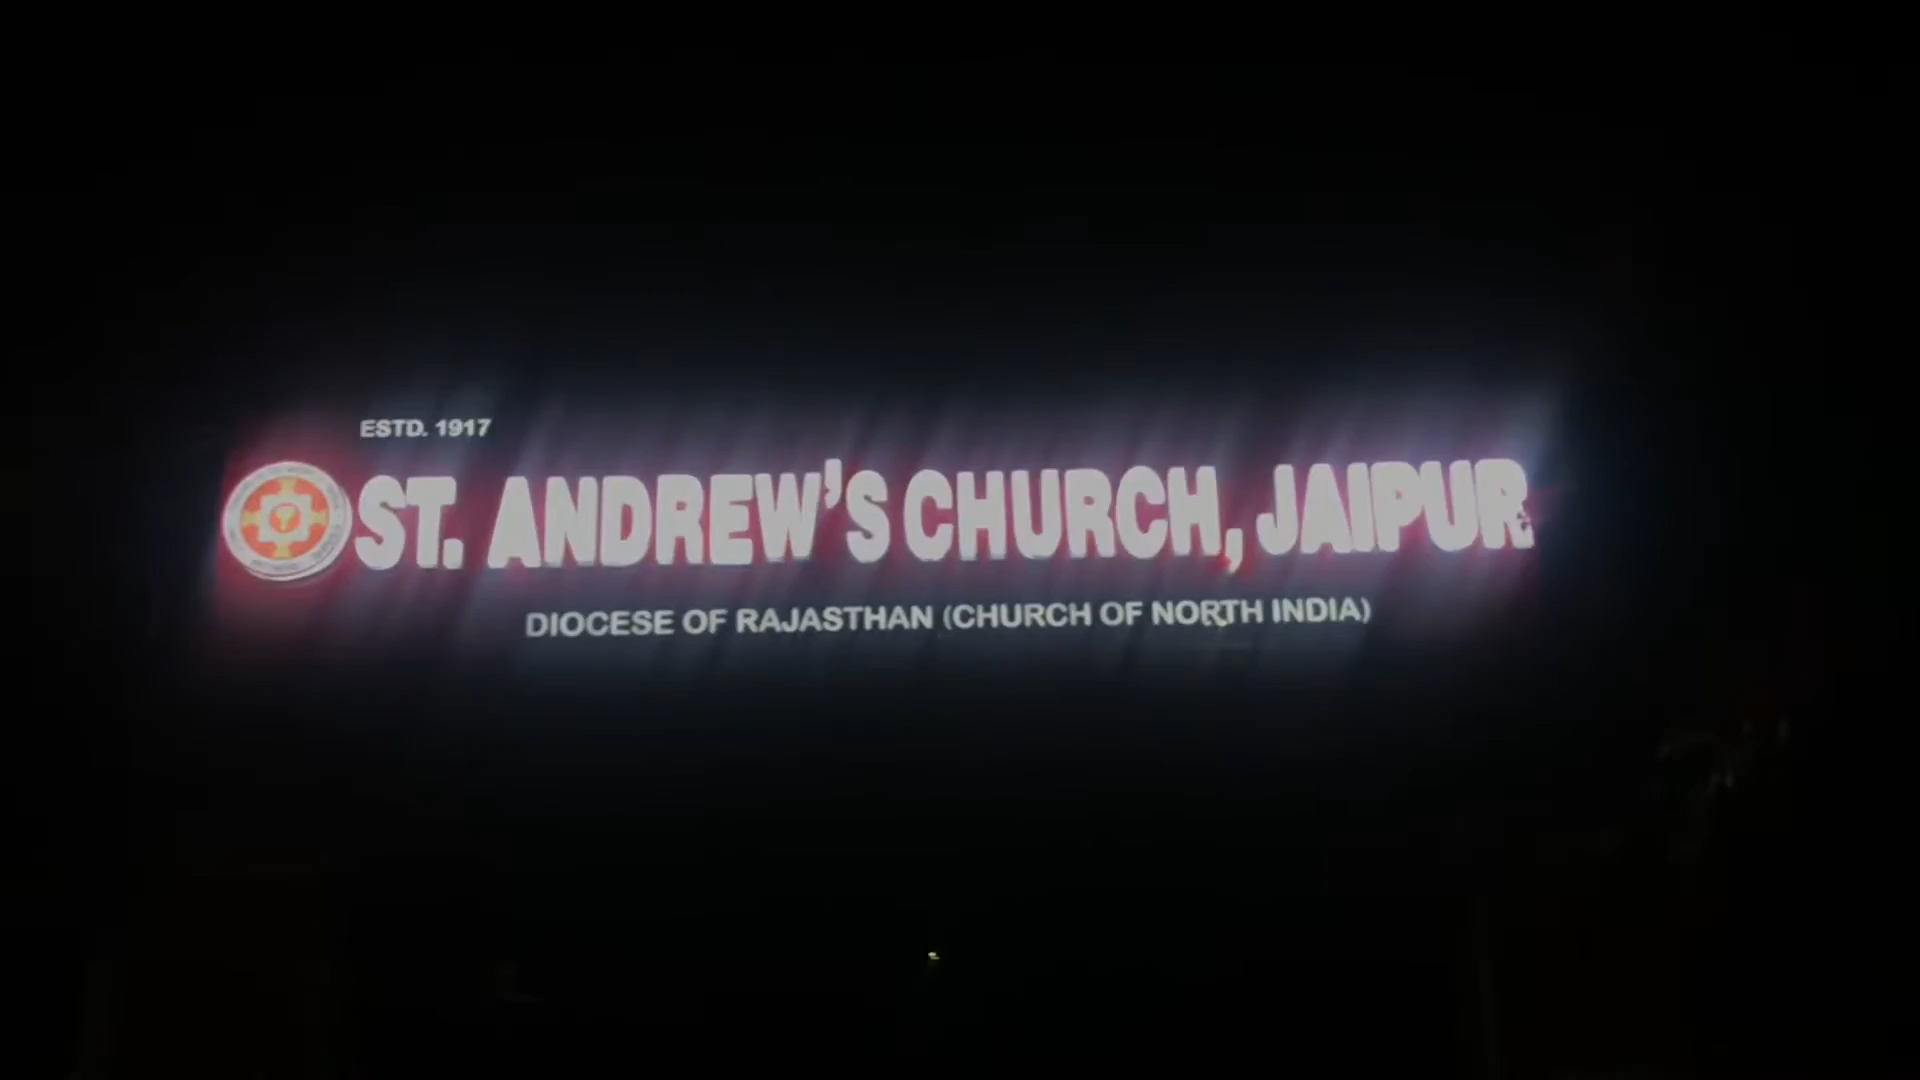 ESTD. 1917
ST. ANDREW'S CHURCH, JAIPUR
DIOCESE OF RAJASTHAN (CHURCH OF NORTH INDIA)